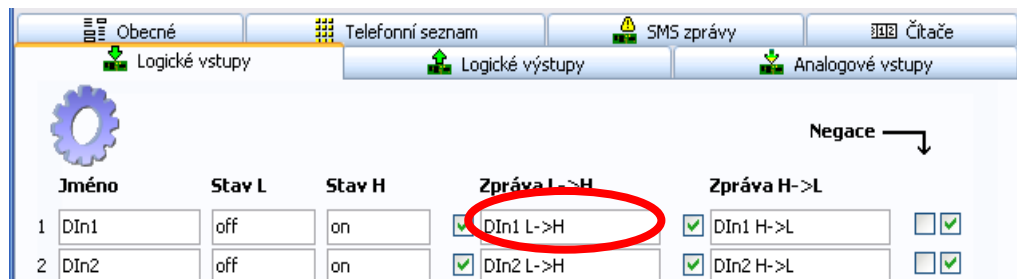 Obecné Telefonní seznam SMS zprávy Čítače
Logické vstupy Logické výstupy Analogové vstupy
Negace
Jméno Stav L Stav H Zpráva L->H Zpráva H->L
1 DIn1 off on DIn1 L->H DIn1 H->L
2 DIn2 off on DIn2 L->H DIn2 H->L